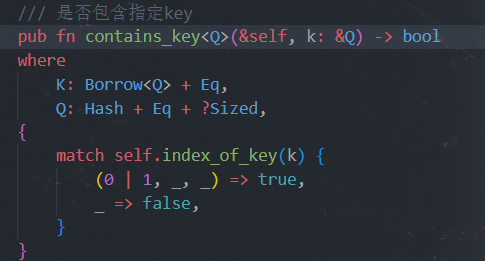 /// 是否包含指定key
pub fn contains_key<Q>(&self, k: &Q) -> bool
where
    K: Borrow<Q> + Eq,
    Q: Hash + Eq + ?Sized,
{
    match self.index_of_key(k) {
        (0 | 1, _, _) => true,
        _ => false,
    }
}